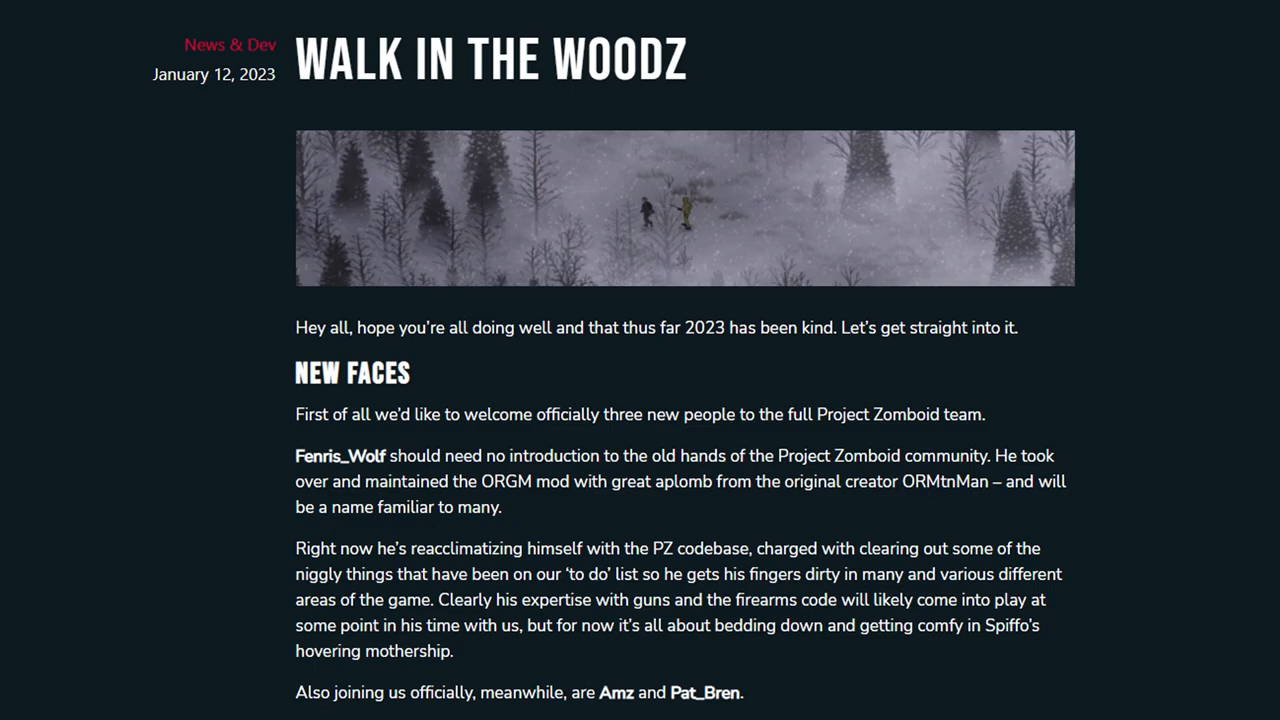 News & Dev
January 12, 2023
WALK IN THE WOODZ
Hey all, hope you’re all doing well and that thus far 2023 has been kind. Let’s get straight into it.
NEW FACES
First of all we’d like to welcome officially three new people to the full Project Zomboid team.
Fenris_Wolf should need no introduction to the old hands of the Project Zomboid community. He took
over and maintained the ORGM mod with great aplomb from the original creator ORMtnMan – and will
be a name familiar to many.
Right now he’s reacclimatizing himself with the PZ codebase, charged with clearing out some of the
niggly things that have been on our ‘to do’ list so he gets his fingers dirty in many and various different
areas of the game. Clearly his expertise with guns and the firearms code will likely come into play at
some point in his time with us, but for now it’s all about bedding down and getting comfy in Spiffo’s
hovering mothership.
Also joining us officially, meanwhile, are Amz and Pat_Bren.